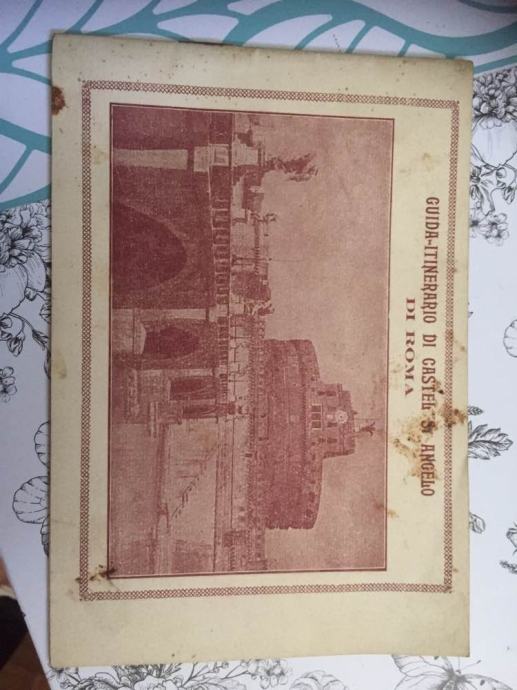 GUIDA-ITINERARIO DI CASTEL S. ANGELO
DI ROMA